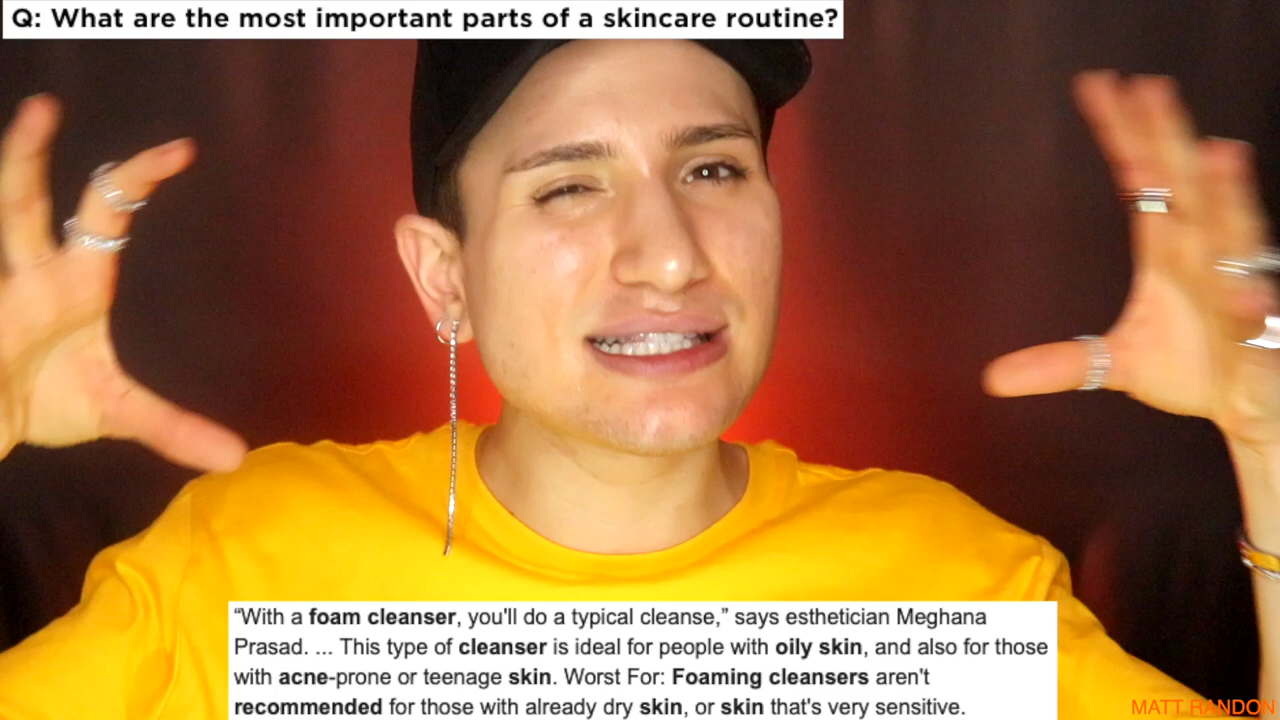 Q: What are the most important parts of a skincare routine?
“With a foam cleanser, you'll do a typical cleanse,” says esthetician Meghana
Prasad. ... This type of cleanser is ideal for people with oily skin, and also for those
with acne-prone or teenage skin. Worst For: Foaming cleansers aren't
recommended for those with already dry skin, or skin that's very sensitive.
MATT RANDON